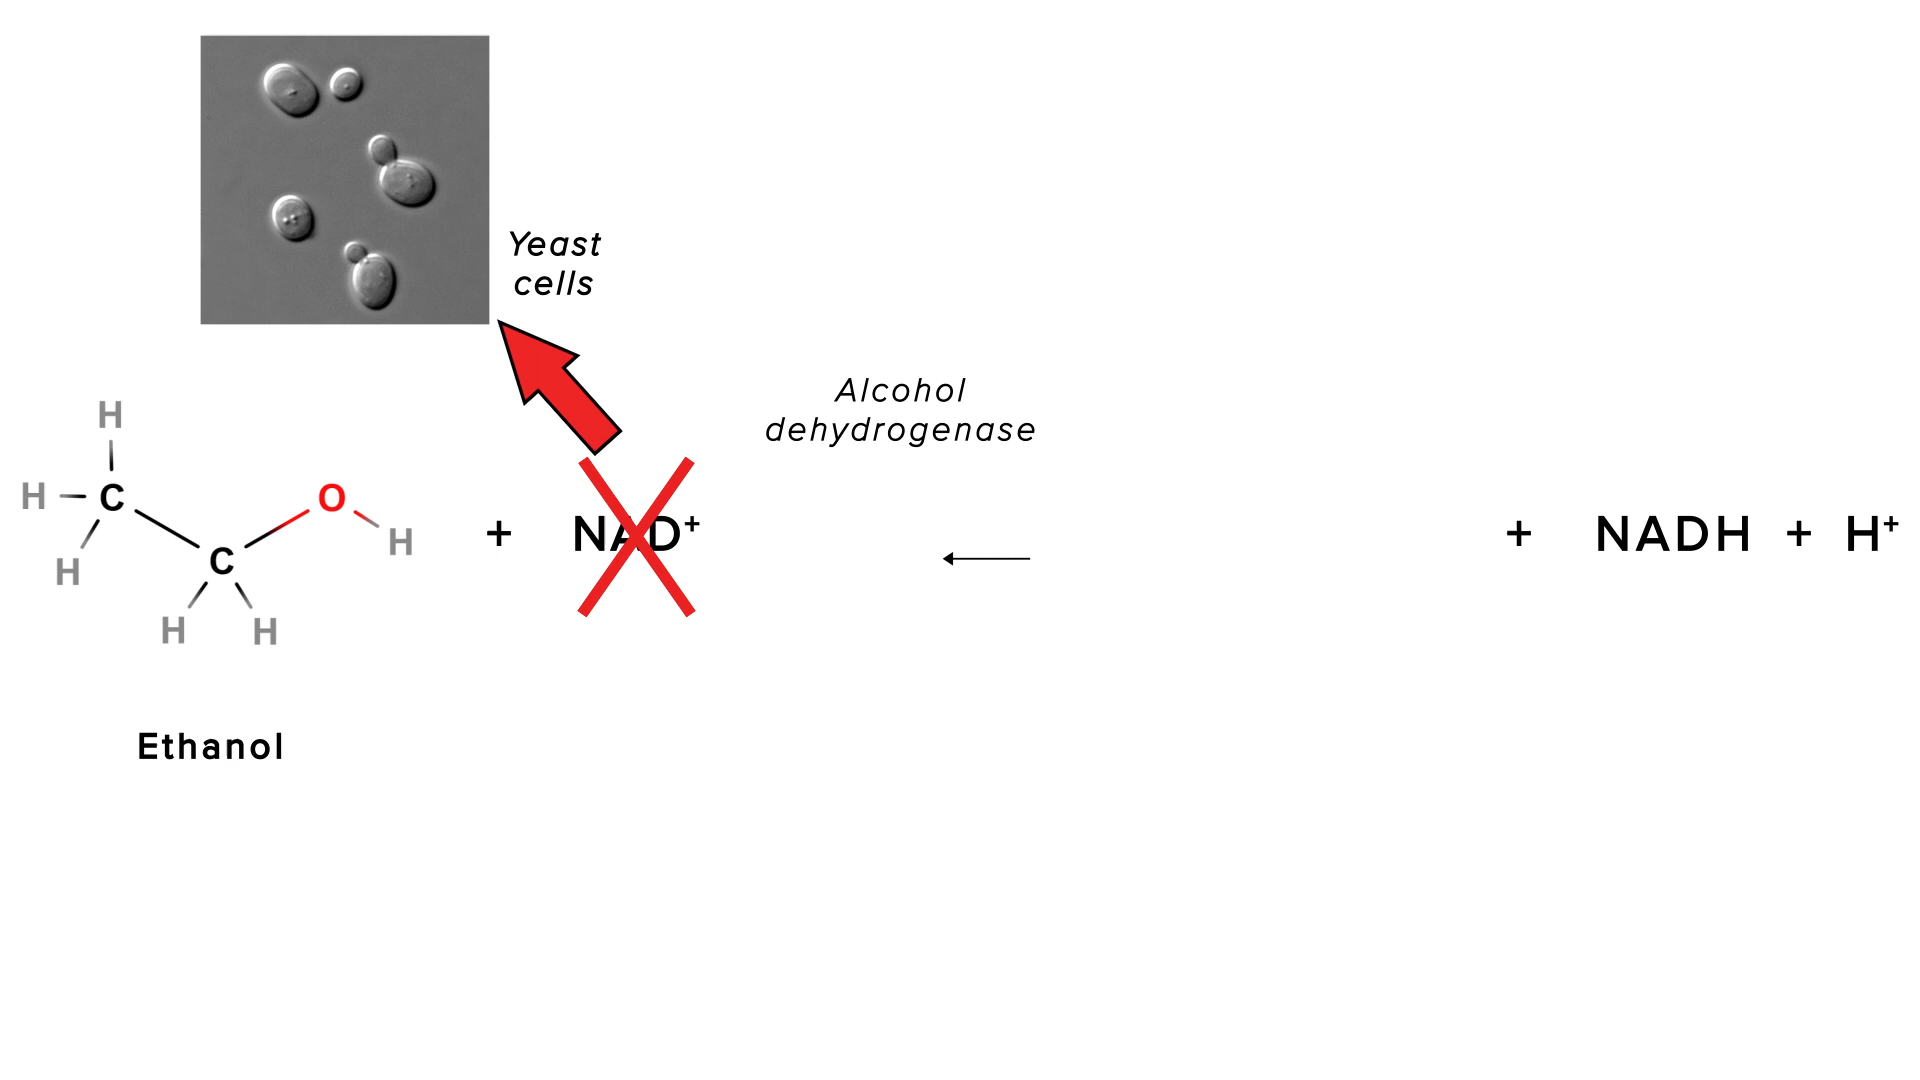 Yeast
cells
Alcohol
dehydrogenase
H
H C O H
H C
H H
+ NAD⁺
+ NADH + H⁺
Ethanol